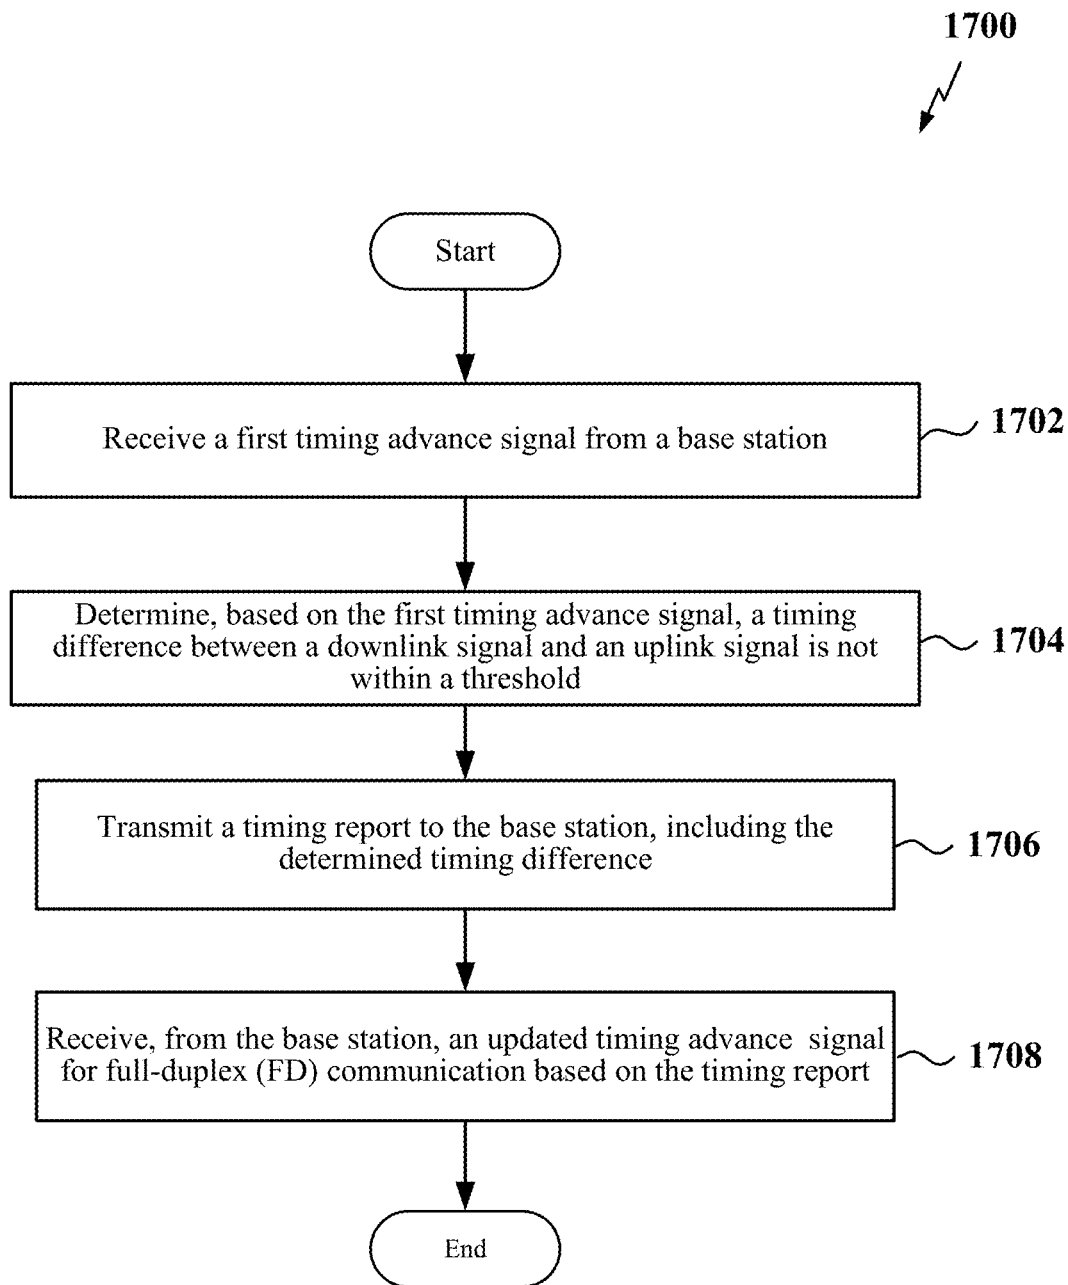 1700
Start
Receive a first timing advance signal from a base station
1702
Determine, based on the first timing advance signal, a timing
difference between a downlink signal and an uplink signal is not
within a threshold
1704
Transmit a timing report to the base station, including the
determined timing difference
1706
Receive, from the base station, an updated timing advance signal
for full-duplex (FD) communication based on the timing report
1708
End